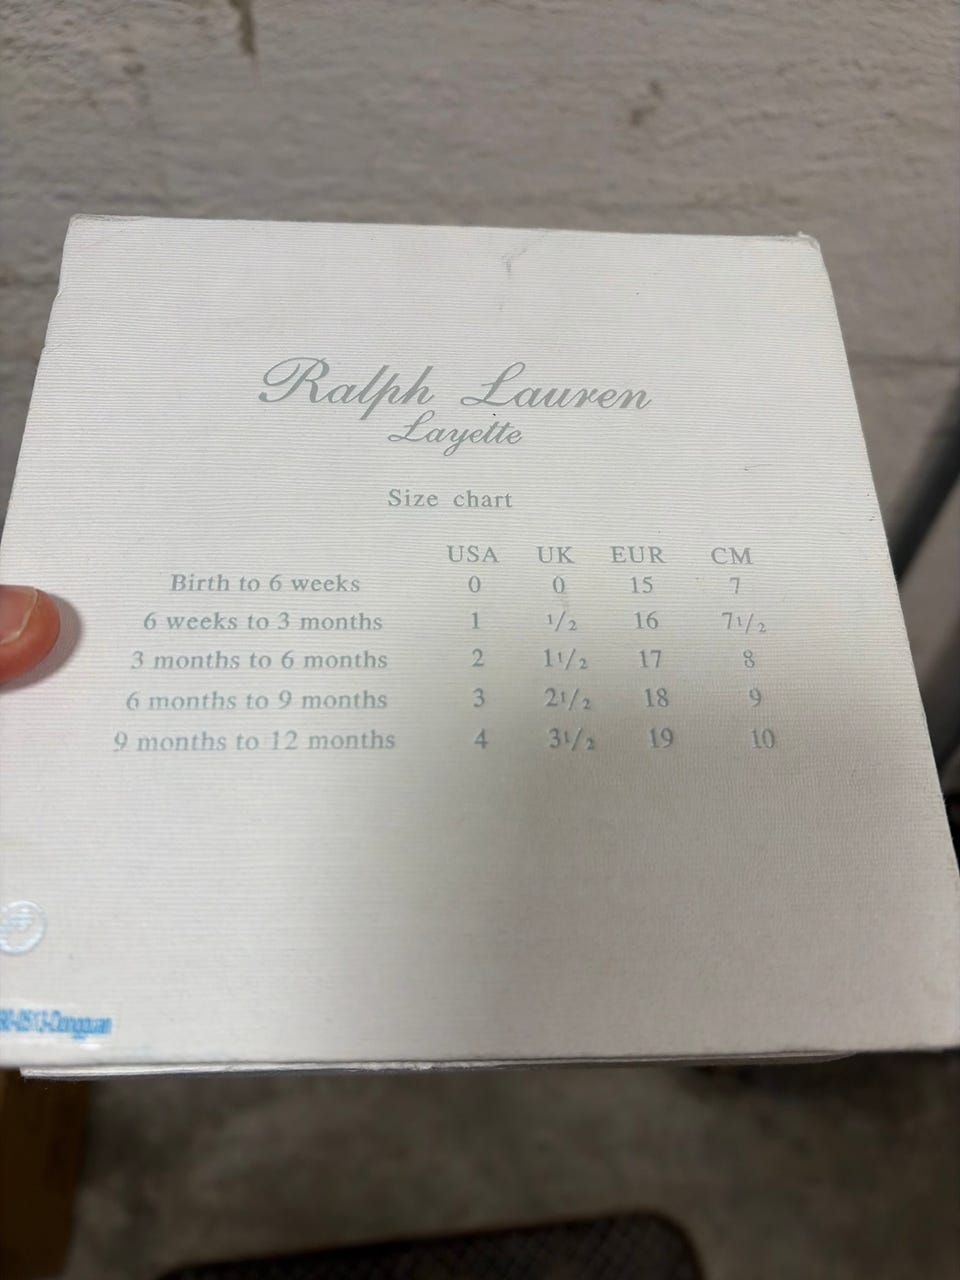 Ralph Lauren
Layette
Size chart
USA UK EUR CM
Birth to 6 weeks 0 0 15 7
6 weeks to 3 months 1 1/2 16 71/2
3 months to 6 months 2 11/2 17 8
6 months to 9 months 3 21/2 18 9
9 months to 12 months 4 31/2 19 10
Dongguan